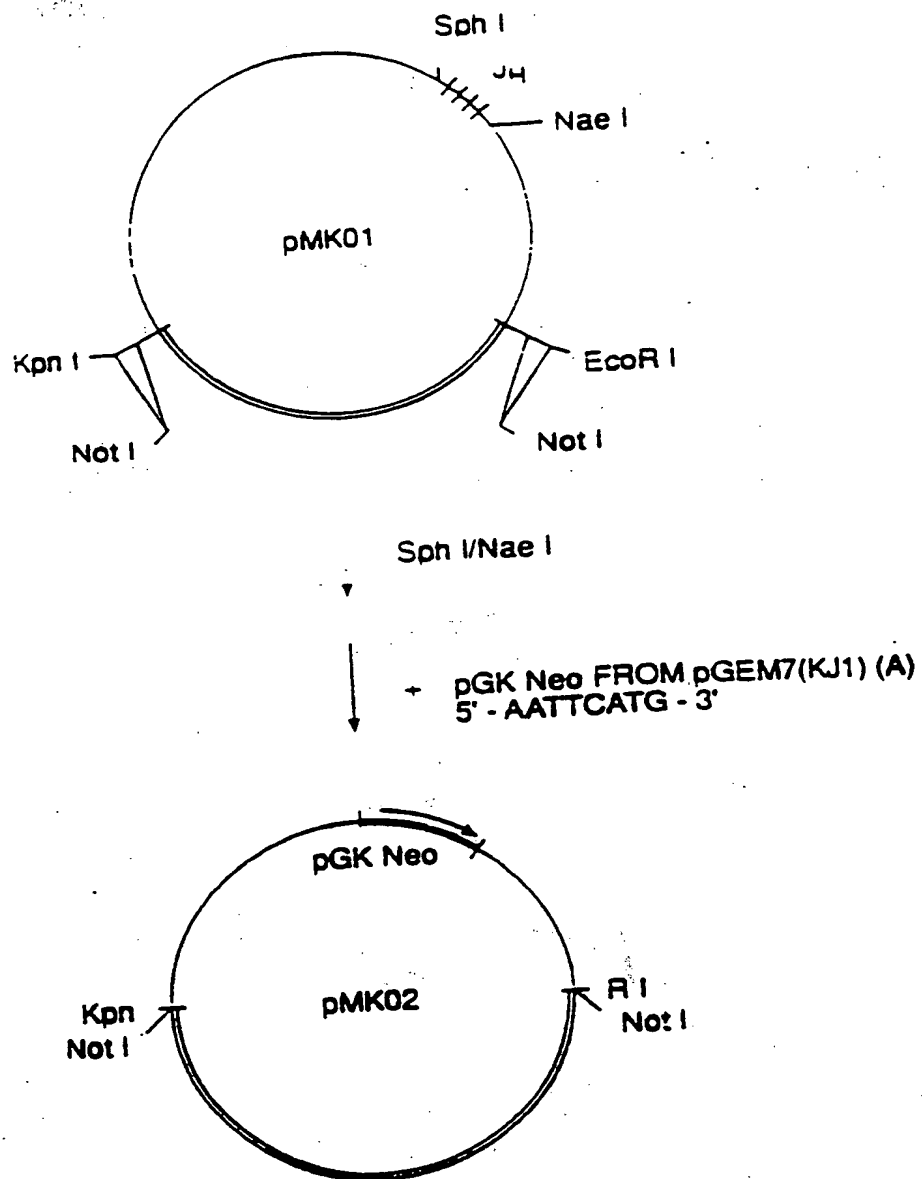 Sph I
JH
Nae I
pMK01
Kpn I
EcoR I
Not I
Not I
Sph I/Nae I
+ pGK Neo FROM pGEM7(KJ1) (A)
5' - AATTCATG - 3'
pGK Neo
pMK02
Kpn
Not I
R I
Not I